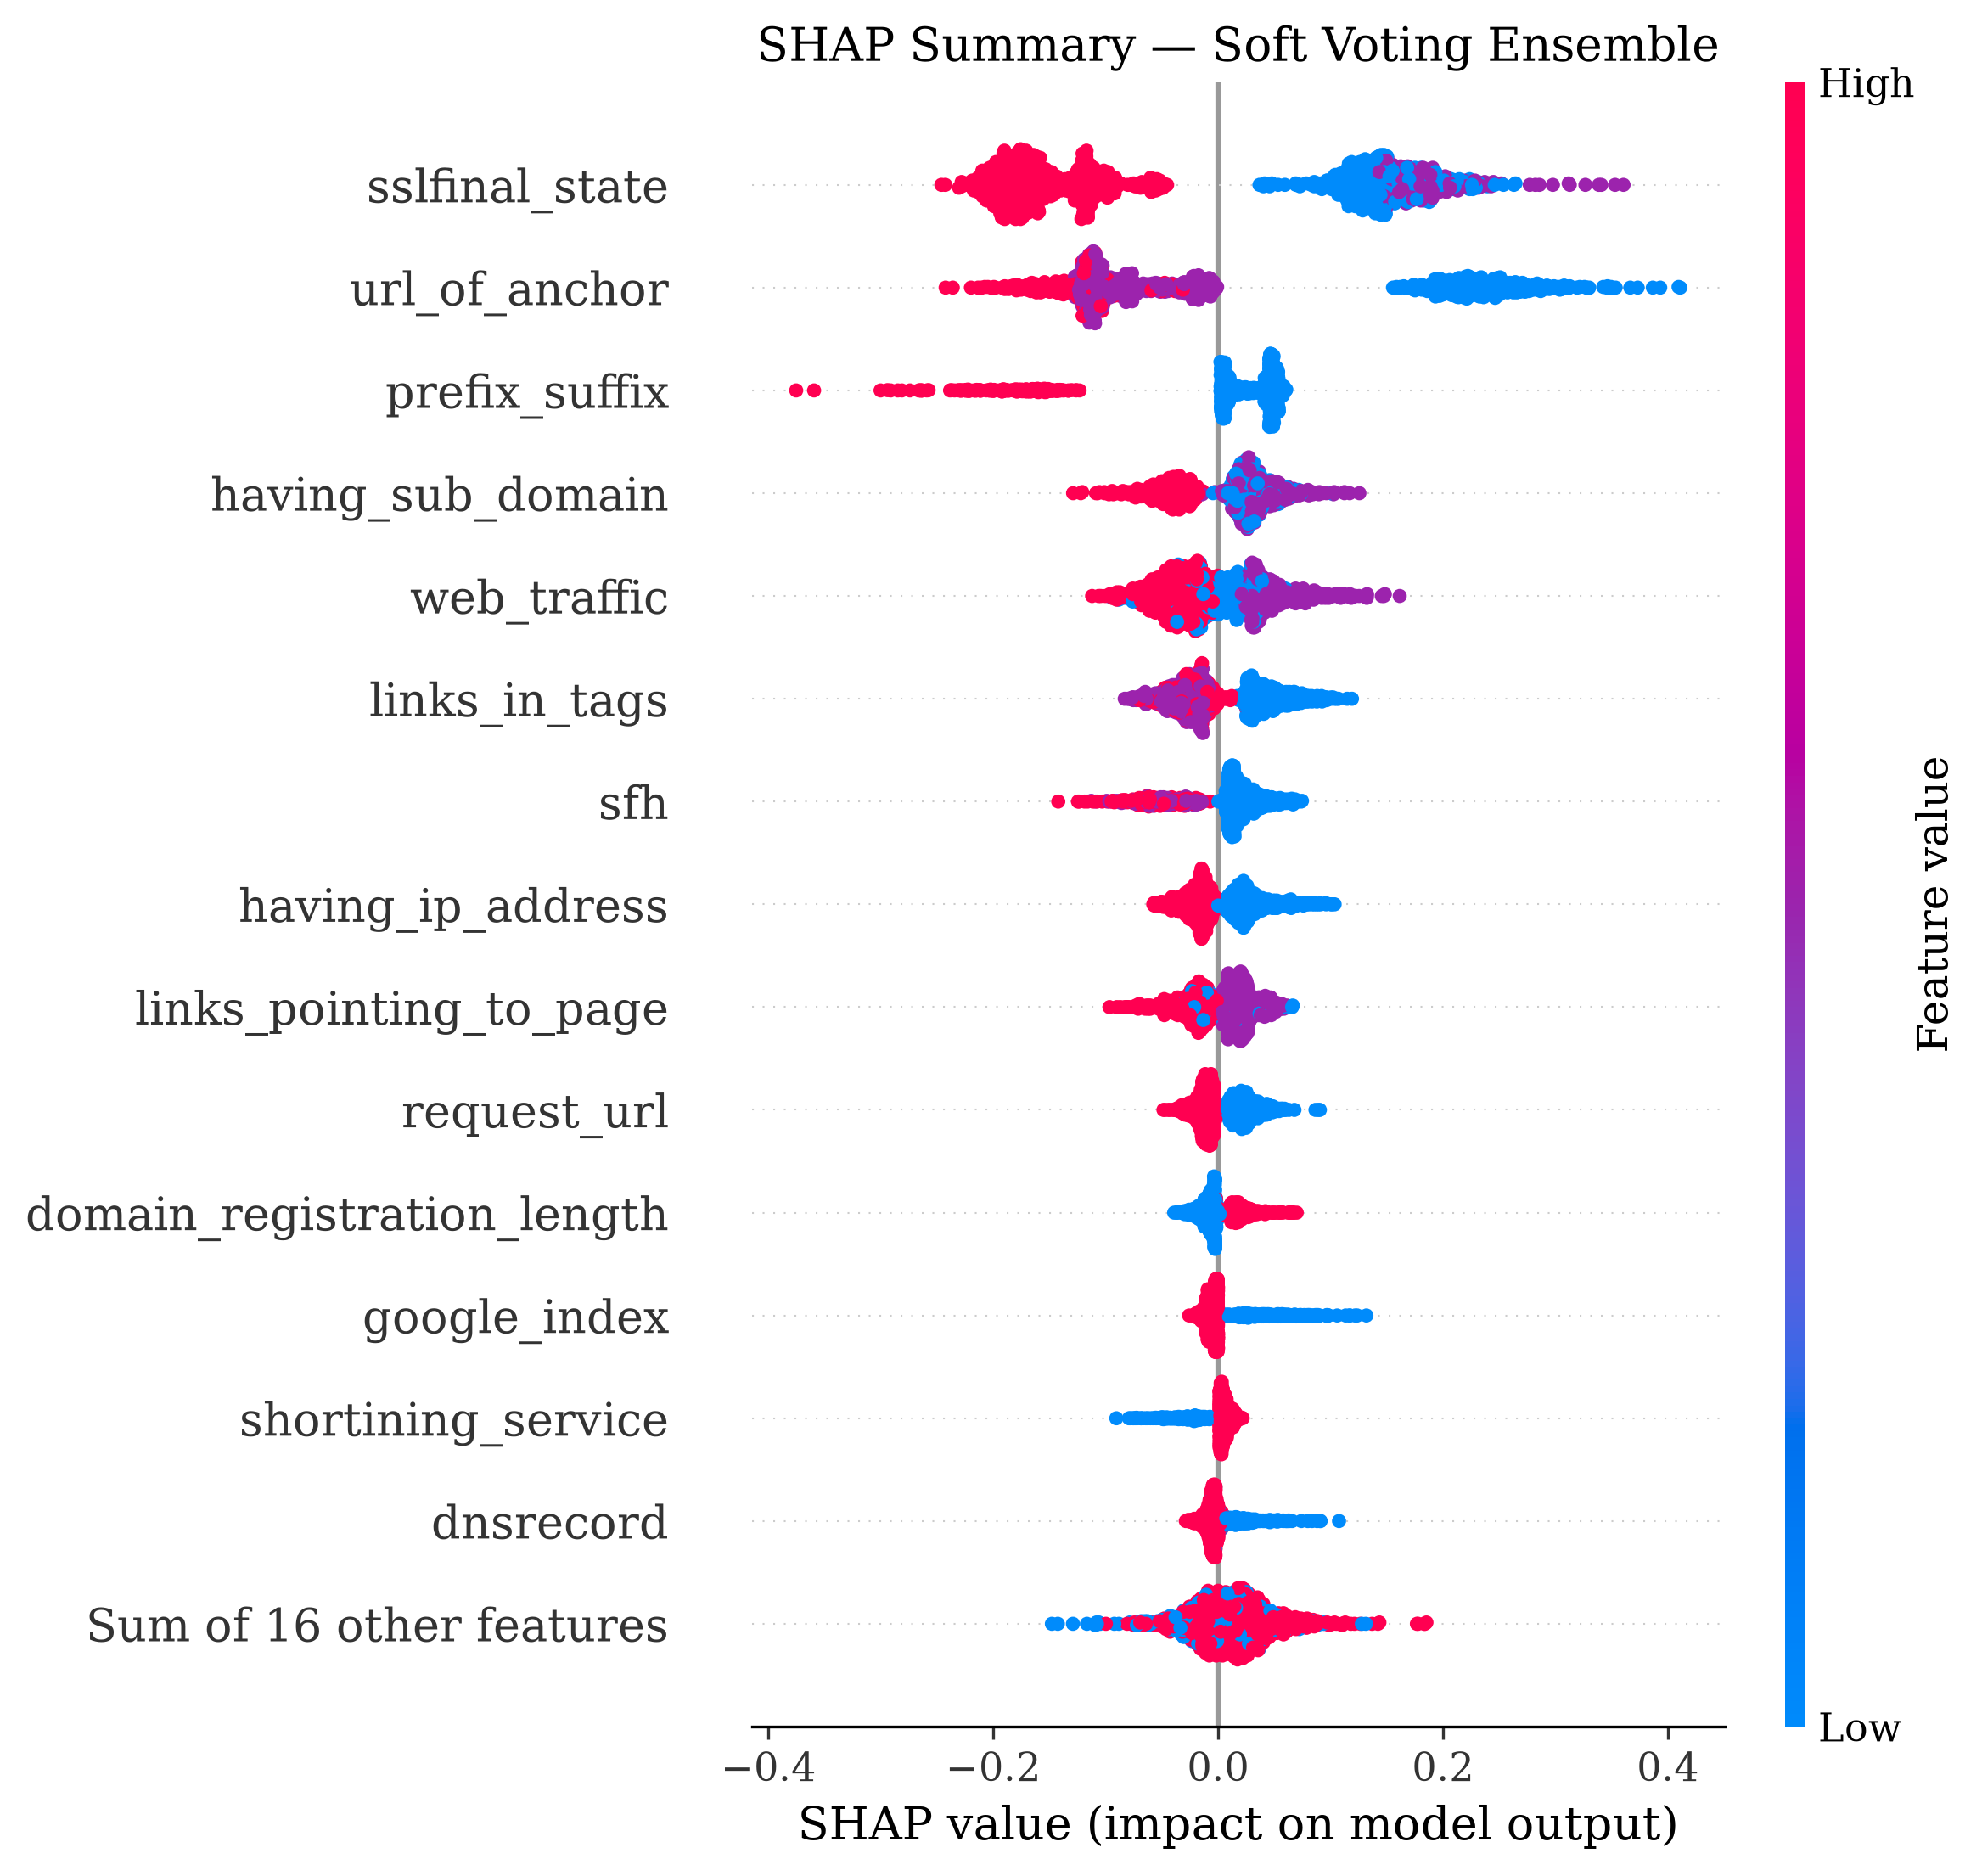 SHAP Summary — Soft Voting Ensemble
High
sslfinal_state
url_of_anchor
prefix_suffix
having_sub_domain
web_traffic
links_in_tags
sfh
having_ip_address
links_pointing_to_page
request_url
domain_registration_length
google_index
shortining_service
dnsrecord
Sum of 16 other features
Feature value
Low
−0.4 −0.2 0.0 0.2 0.4
SHAP value (impact on model output)